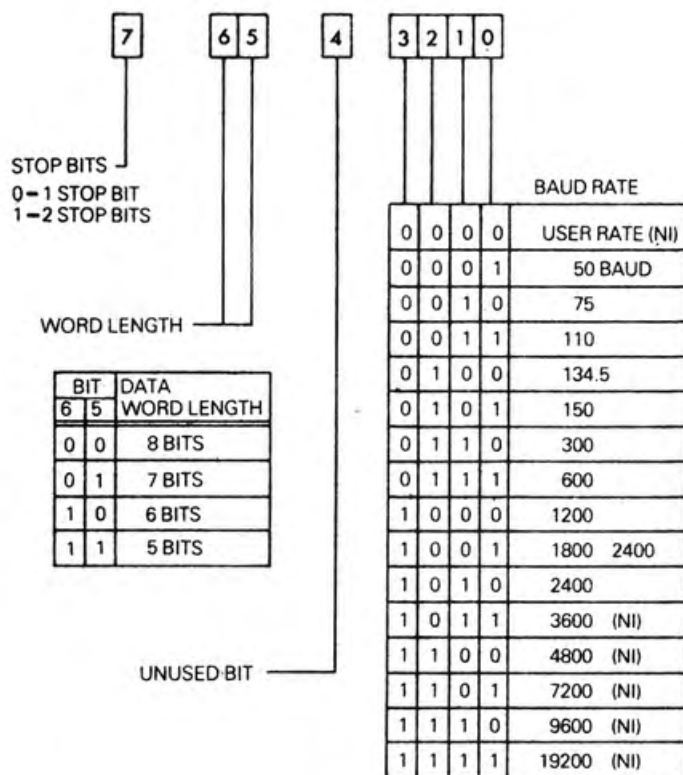 7 6 5 4 3 2 1 0
STOP BITS
0-1 STOP BIT
1-2 STOP BITS
WORD LENGTH
BIT DATA
6 5 WORD LENGTH
0 0 8 BITS
0 1 7 BITS
1 0 6 BITS
1 1 5 BITS
UNUSED BIT
BAUD RATE
0 0 0 0 USER RATE (NI)
0 0 0 1 50 BAUD
0 0 1 0 75
0 0 1 1 110
0 1 0 0 134.5
0 1 0 1 150
0 1 1 0 300
0 1 1 1 600
1 0 0 0 1200
1 0 0 1 1800 2400
1 0 1 0 2400
1 0 1 1 3600 (NI)
1 1 0 0 4800 (NI)
1 1 0 1 7200 (NI)
1 1 1 0 9600 (NI)
1 1 1 1 19200 (NI)